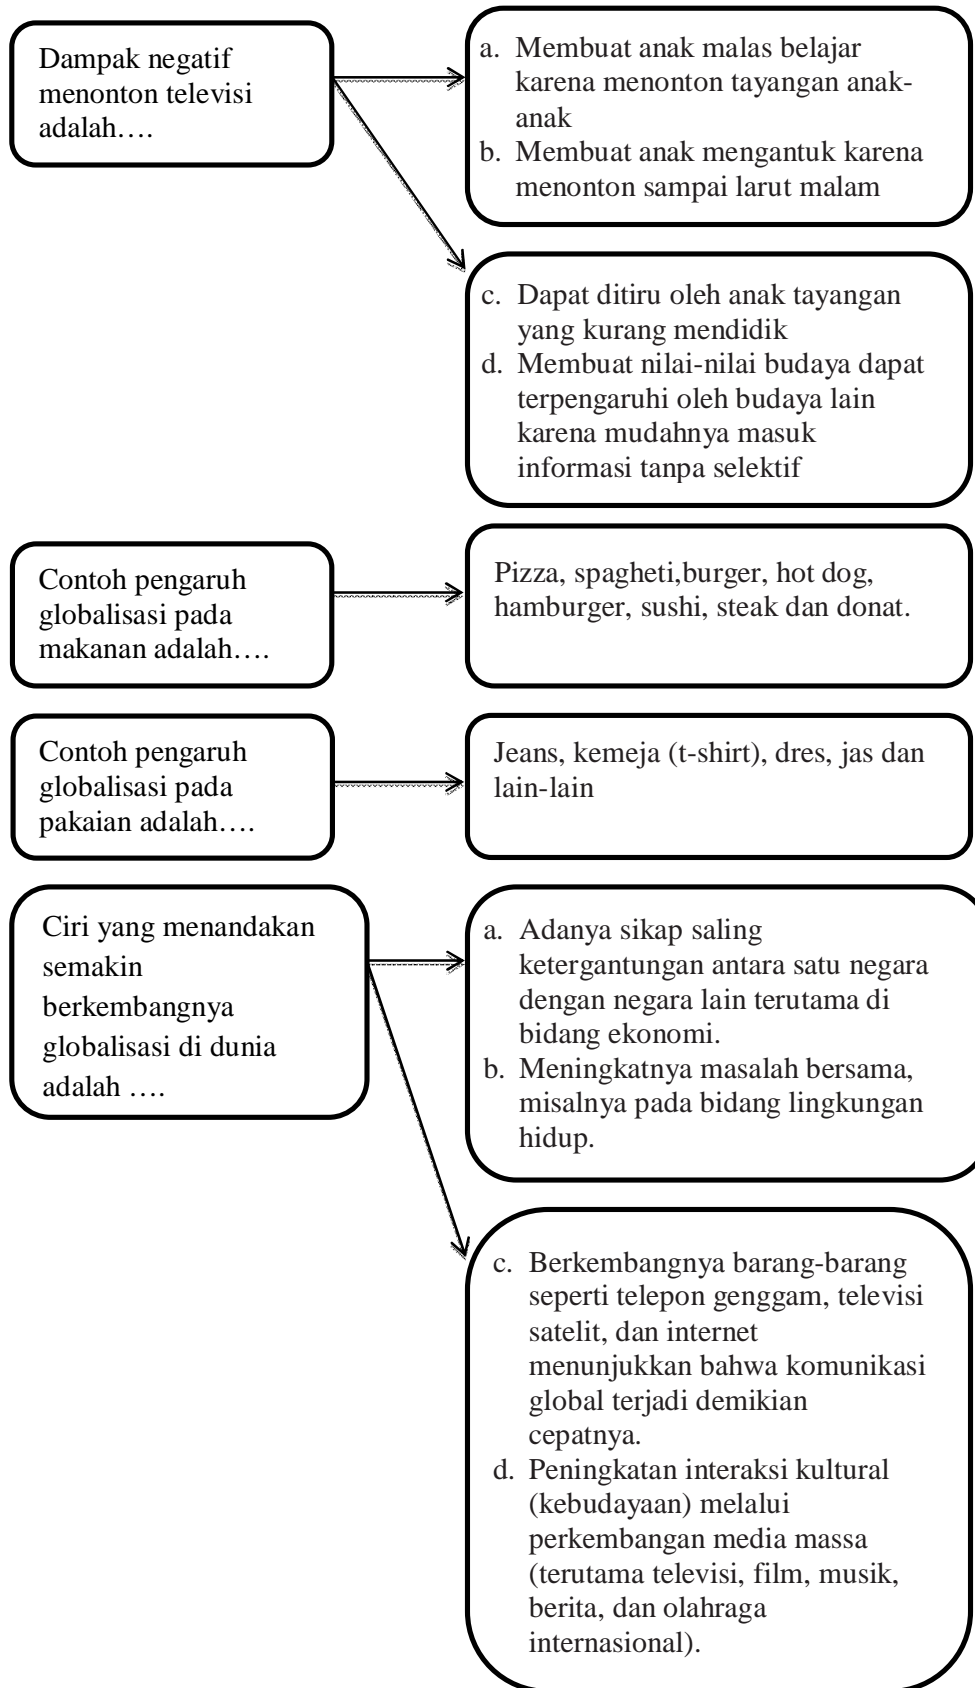 Dampak negatif
menonton televisi
adalah….
a. Membuat anak malas belajar
karena menonton tayangan anak-
anak
b. Membuat anak mengantuk karena
menonton sampai larut malam
c. Dapat ditiru oleh anak tayangan
yang kurang mendidik
d. Membuat nilai-nilai budaya dapat
terpengaruhi oleh budaya lain
karena mudahnya masuk
informasi tanpa selektif
Contoh pengaruh
globalisasi pada
makanan adalah….
Pizza, spagheti,burger, hot dog,
hamburger, sushi, steak dan donat.
Contoh pengaruh
globalisasi pada
pakaian adalah….
Jeans, kemeja (t-shirt), dres, jas dan
lain-lain
Ciri yang menandakan
semakin
berkembangnya
globalisasi di dunia
adalah ….
a. Adanya sikap saling
ketergantungan antara satu negara
dengan negara lain terutama di
bidang ekonomi.
b. Meningkatnya masalah bersama,
misalnya pada bidang lingkungan
hidup.
c. Berkembangnya barang-barang
seperti telepon genggam, televisi
satelit, dan internet
menunjukkan bahwa komunikasi
global terjadi demikian
cepatnya.
d. Peningkatan interaksi kultural
(kebudayaan) melalui
perkembangan media massa
(terutama televisi, film, musik,
berita, dan olahraga
internasional).